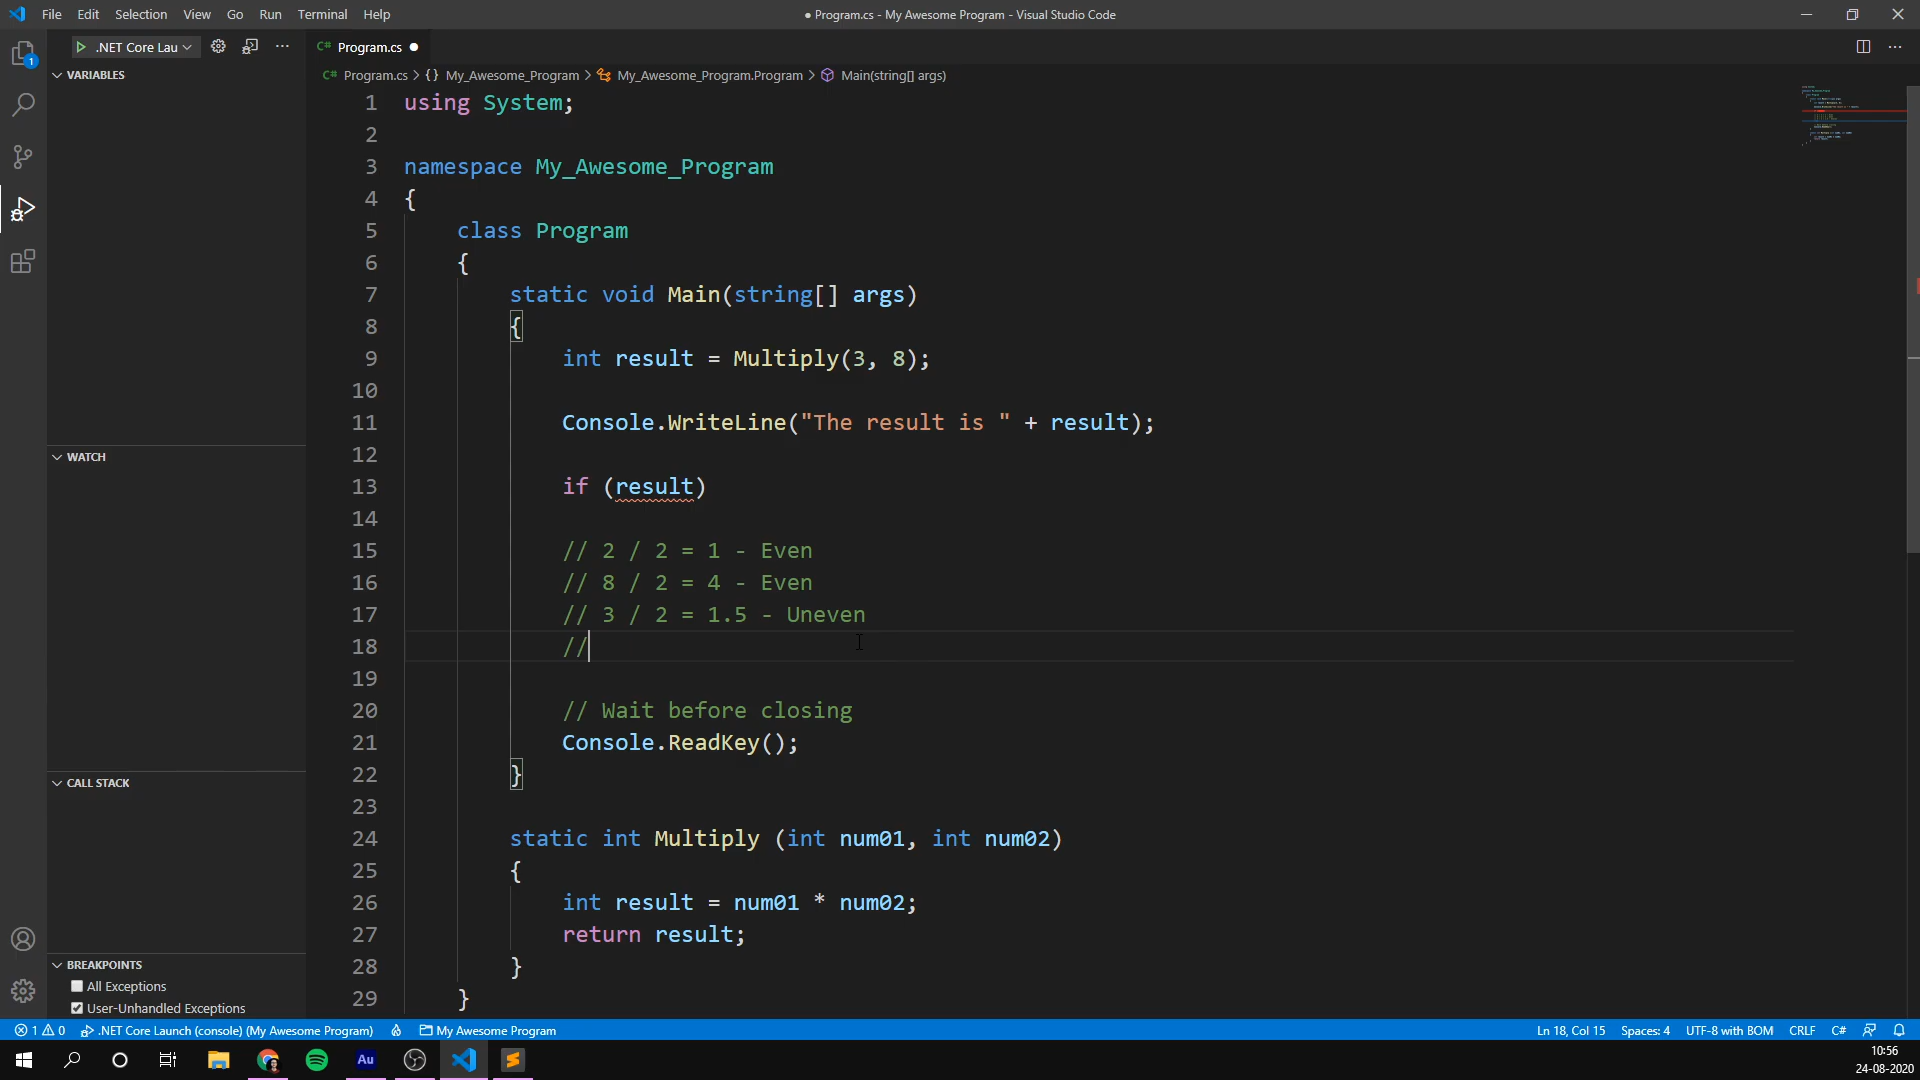 File Edit Selection View Go Run Terminal Help
● Program.cs - My Awesome Program - Visual Studio Code
.NET Core Lau
C# Program.cs ●
Program.cs > {} My_Awesome_Program > My_Awesome_Program.Program > Main(string[] args)
1
VARIABLES
WATCH
CALL STACK
BREAKPOINTS
All Exceptions
User-Unhandled Exceptions
1 using System;
2
3 namespace My_Awesome_Program
4 {
5 class Program
6 {
7 static void Main(string[] args)
8 {
9 int result = Multiply(3, 8);
10
11 Console.WriteLine("The result is " + result);
12
13 if (result)
14
15 // 2 / 2 = 1 - Even
16 // 8 / 2 = 4 - Even
17 // 3 / 2 = 1.5 - Uneven
18 //
19
20 // Wait before closing
21 Console.ReadKey();
22 }
23
24 static int Multiply (int num01, int num02)
25 {
26 int result = num01 * num02;
27 return result;
28 }
29 }
1 0 .NET Core Launch (console) (My Awesome Program) My Awesome Program
Ln 18, Col 15 Spaces: 4 UTF-8 with BOM CRLF C#
Au
10:56
24-08-2020